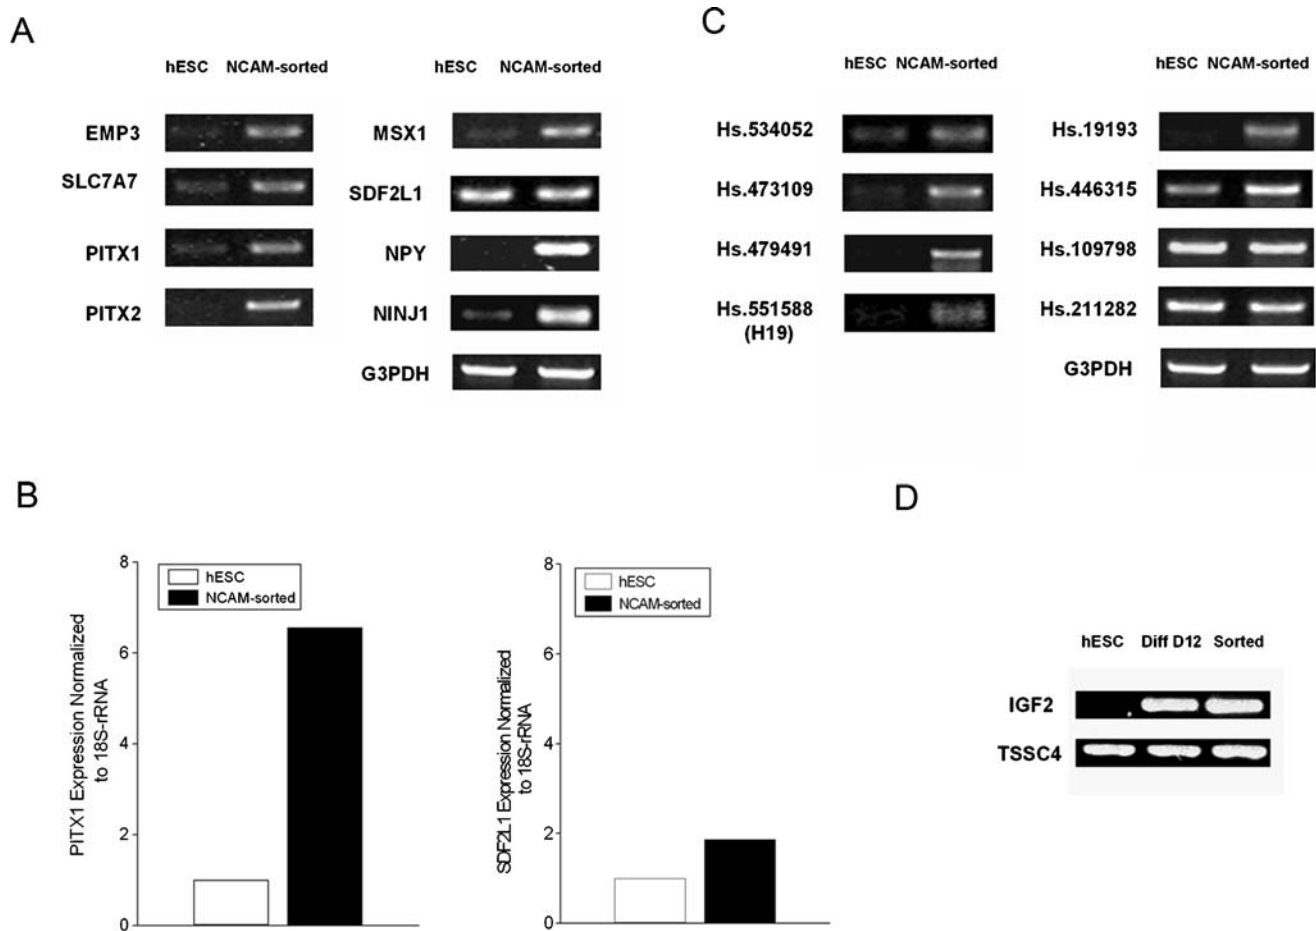 A
hESC NCAM-sorted
EMP3
SLC7A7
PITX1
PITX2
hESC NCAM-sorted
MSX1
SDF2L1
NPY
NINJ1
G3PDH
C
hESC NCAM-sorted
Hs.534052
Hs.473109
Hs.479491
Hs.551588
(H19)
hESC NCAM-sorted
Hs.19193
Hs.446315
Hs.109798
Hs.211282
G3PDH
B
PITX1 Expression Normalized
to 18S-rRNA
8
6
4
2
0
hESC
NCAM-sorted
SDF2L1 Expression Normalized
to 18S-rRNA
8
6
4
2
0
hESC
NCAM-sorted
D
hESC Diff D12 Sorted
IGF2
TSSC4